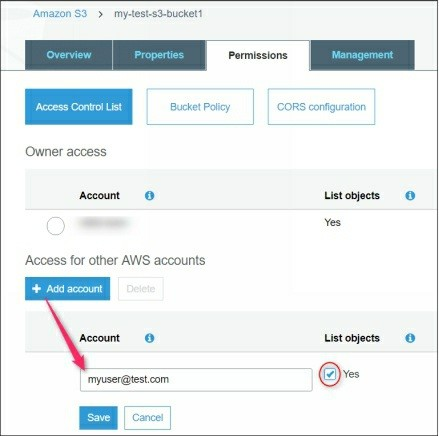 Amazon S3 > my-test-s3-bucket1
Overview Properties Permissions Management
Access Control List Bucket Policy CORS configuration
Owner access
Account List objects
Yes
Access for other AWS accounts
+ Add account Delete
Account List objects
myuser@test.com Yes
Save Cancel